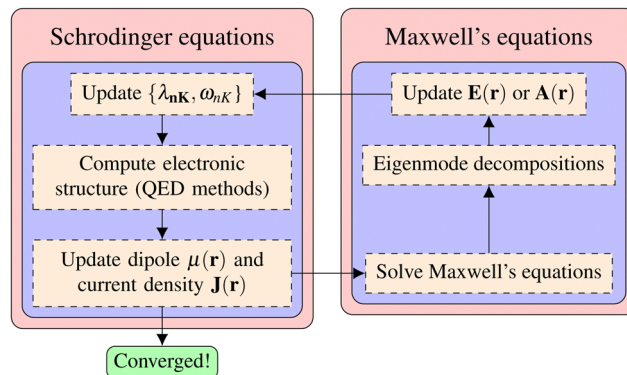 Schrodinger equations
Update {λ_nK, ω_nK}
Compute electronic
structure (QED methods)
Update dipole μ(r) and
current density J(r)
Converged!
Maxwell's equations
Update E(r) or A(r)
Eigenmode decompositions
Solve Maxwell's equations